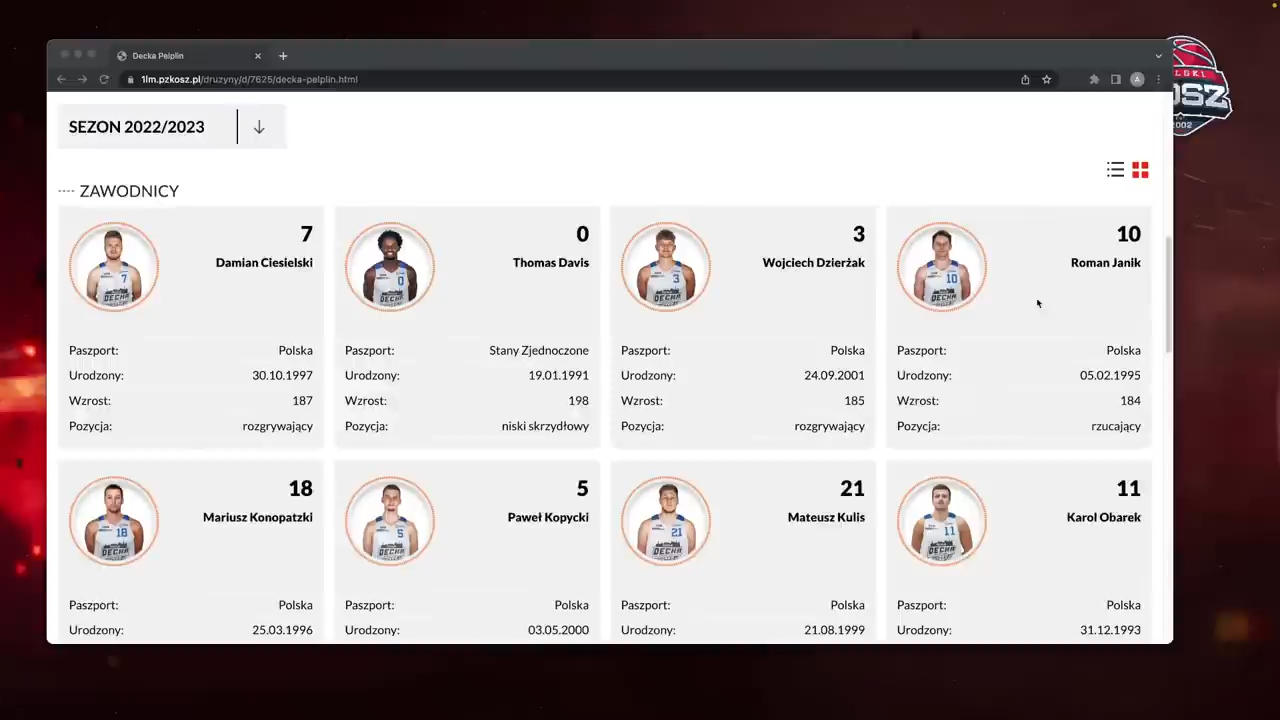 Decka Pelplin
1lm.pzkosz.pl/druzyny/d/7625/decka-pelplin.html
A
SEZON 2022/2023
LSKI
OSZ
2002
ZAWODNICY
7
Damian Ciesielski
Paszport: Polska
Urodzony: 30.10.1997
Wzrost: 187
Pozycja: rozgrywający
0
Thomas Davis
Paszport: Stany Zjednoczone
Urodzony: 19.01.1991
Wzrost: 198
Pozycja: niski skrzydłowy
3
Wojciech Dzierżak
Paszport: Polska
Urodzony: 24.09.2001
Wzrost: 185
Pozycja: rozgrywający
10
Roman Janik
Paszport: Polska
Urodzony: 05.02.1995
Wzrost: 184
Pozycja: rzucający
18
Mariusz Konopatzki
Paszport: Polska
Urodzony: 25.03.1996
5
Paweł Kopycki
Paszport: Polska
Urodzony: 03.05.2000
21
Mateusz Kulis
Paszport: Polska
Urodzony: 21.08.1999
11
Karol Obarek
Paszport: Polska
Urodzony: 31.12.1993